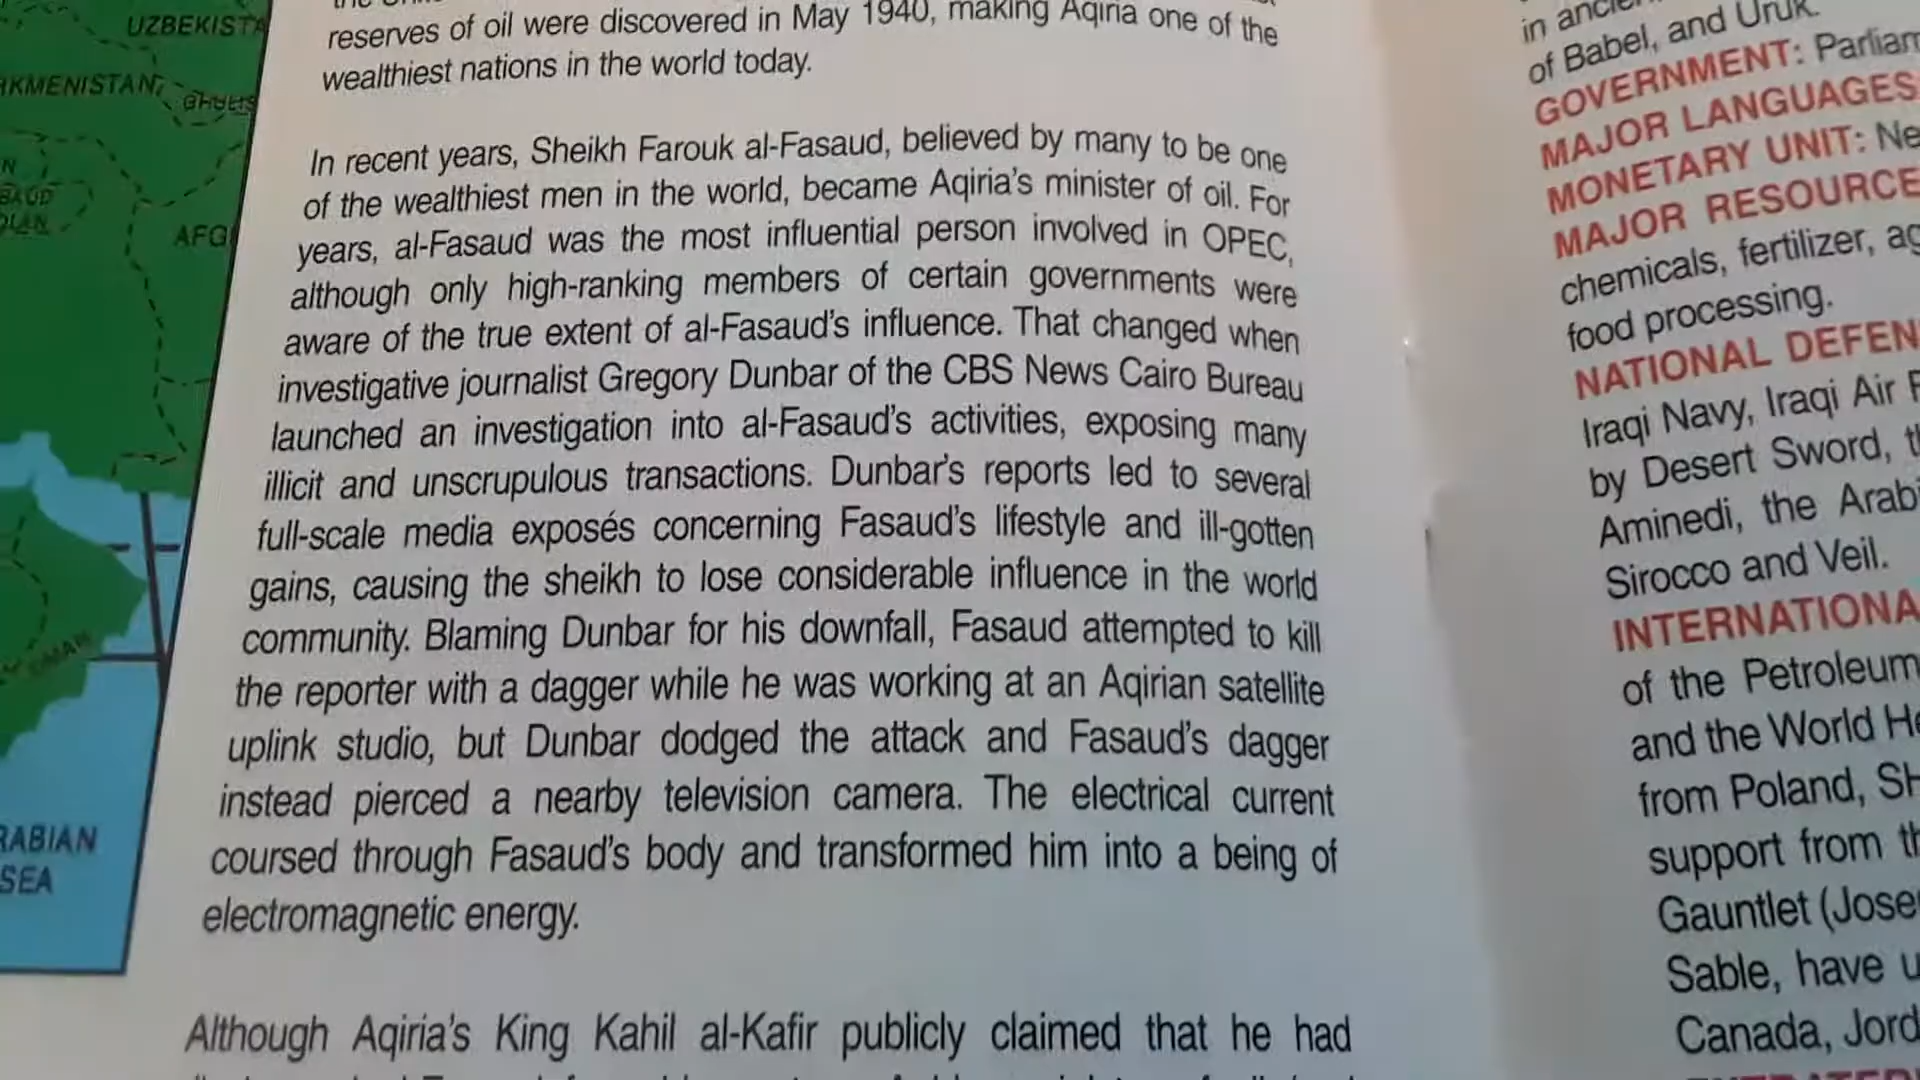 UZBEKISTA
RKMENISTAN
AFG
OMAN
RABIAN
SEA
reserves of oil were discovered in May 1940, making Aqiria one of the
wealthiest nations in the world today.
In recent years, Sheikh Farouk al-Fasaud, believed by many to be one
of the wealthiest men in the world, became Aqiria's minister of oil. For
years, al-Fasaud was the most influential person involved in OPEC,
although only high-ranking members of certain governments were
aware of the true extent of al-Fasaud's influence. That changed when
investigative journalist Gregory Dunbar of the CBS News Cairo Bureau
launched an investigation into al-Fasaud's activities, exposing many
illicit and unscrupulous transactions. Dunbar's reports led to several
full-scale media exposés concerning Fasaud's lifestyle and ill-gotten
gains, causing the sheikh to lose considerable influence in the world
community. Blaming Dunbar for his downfall, Fasaud attempted to kill
the reporter with a dagger while he was working at an Aqirian satellite
uplink studio, but Dunbar dodged the attack and Fasaud's dagger
instead pierced a nearby television camera. The electrical current
coursed through Fasaud's body and transformed him into a being of
electromagnetic energy.
Although Aqiria's King Kahil al-Kafir publicly claimed that he had
in
of Babel, and Uruk.
GOVERNMENT: Parliam
MAJOR LANGUAGES
MONETARY UNIT: Ne
MAJOR RESOURCE
chemicals, fertilizer, ag
food processing.
NATIONAL DEFEN
Iraqi Navy, Iraqi Air F
by Desert Sword, th
Aminedi, the Arabi
Sirocco and Veil.
INTERNATIONA
of the Petroleum
and the World He
from Poland, SH
support from th
Gauntlet (Jose
Sable, have u
Canada, Jord